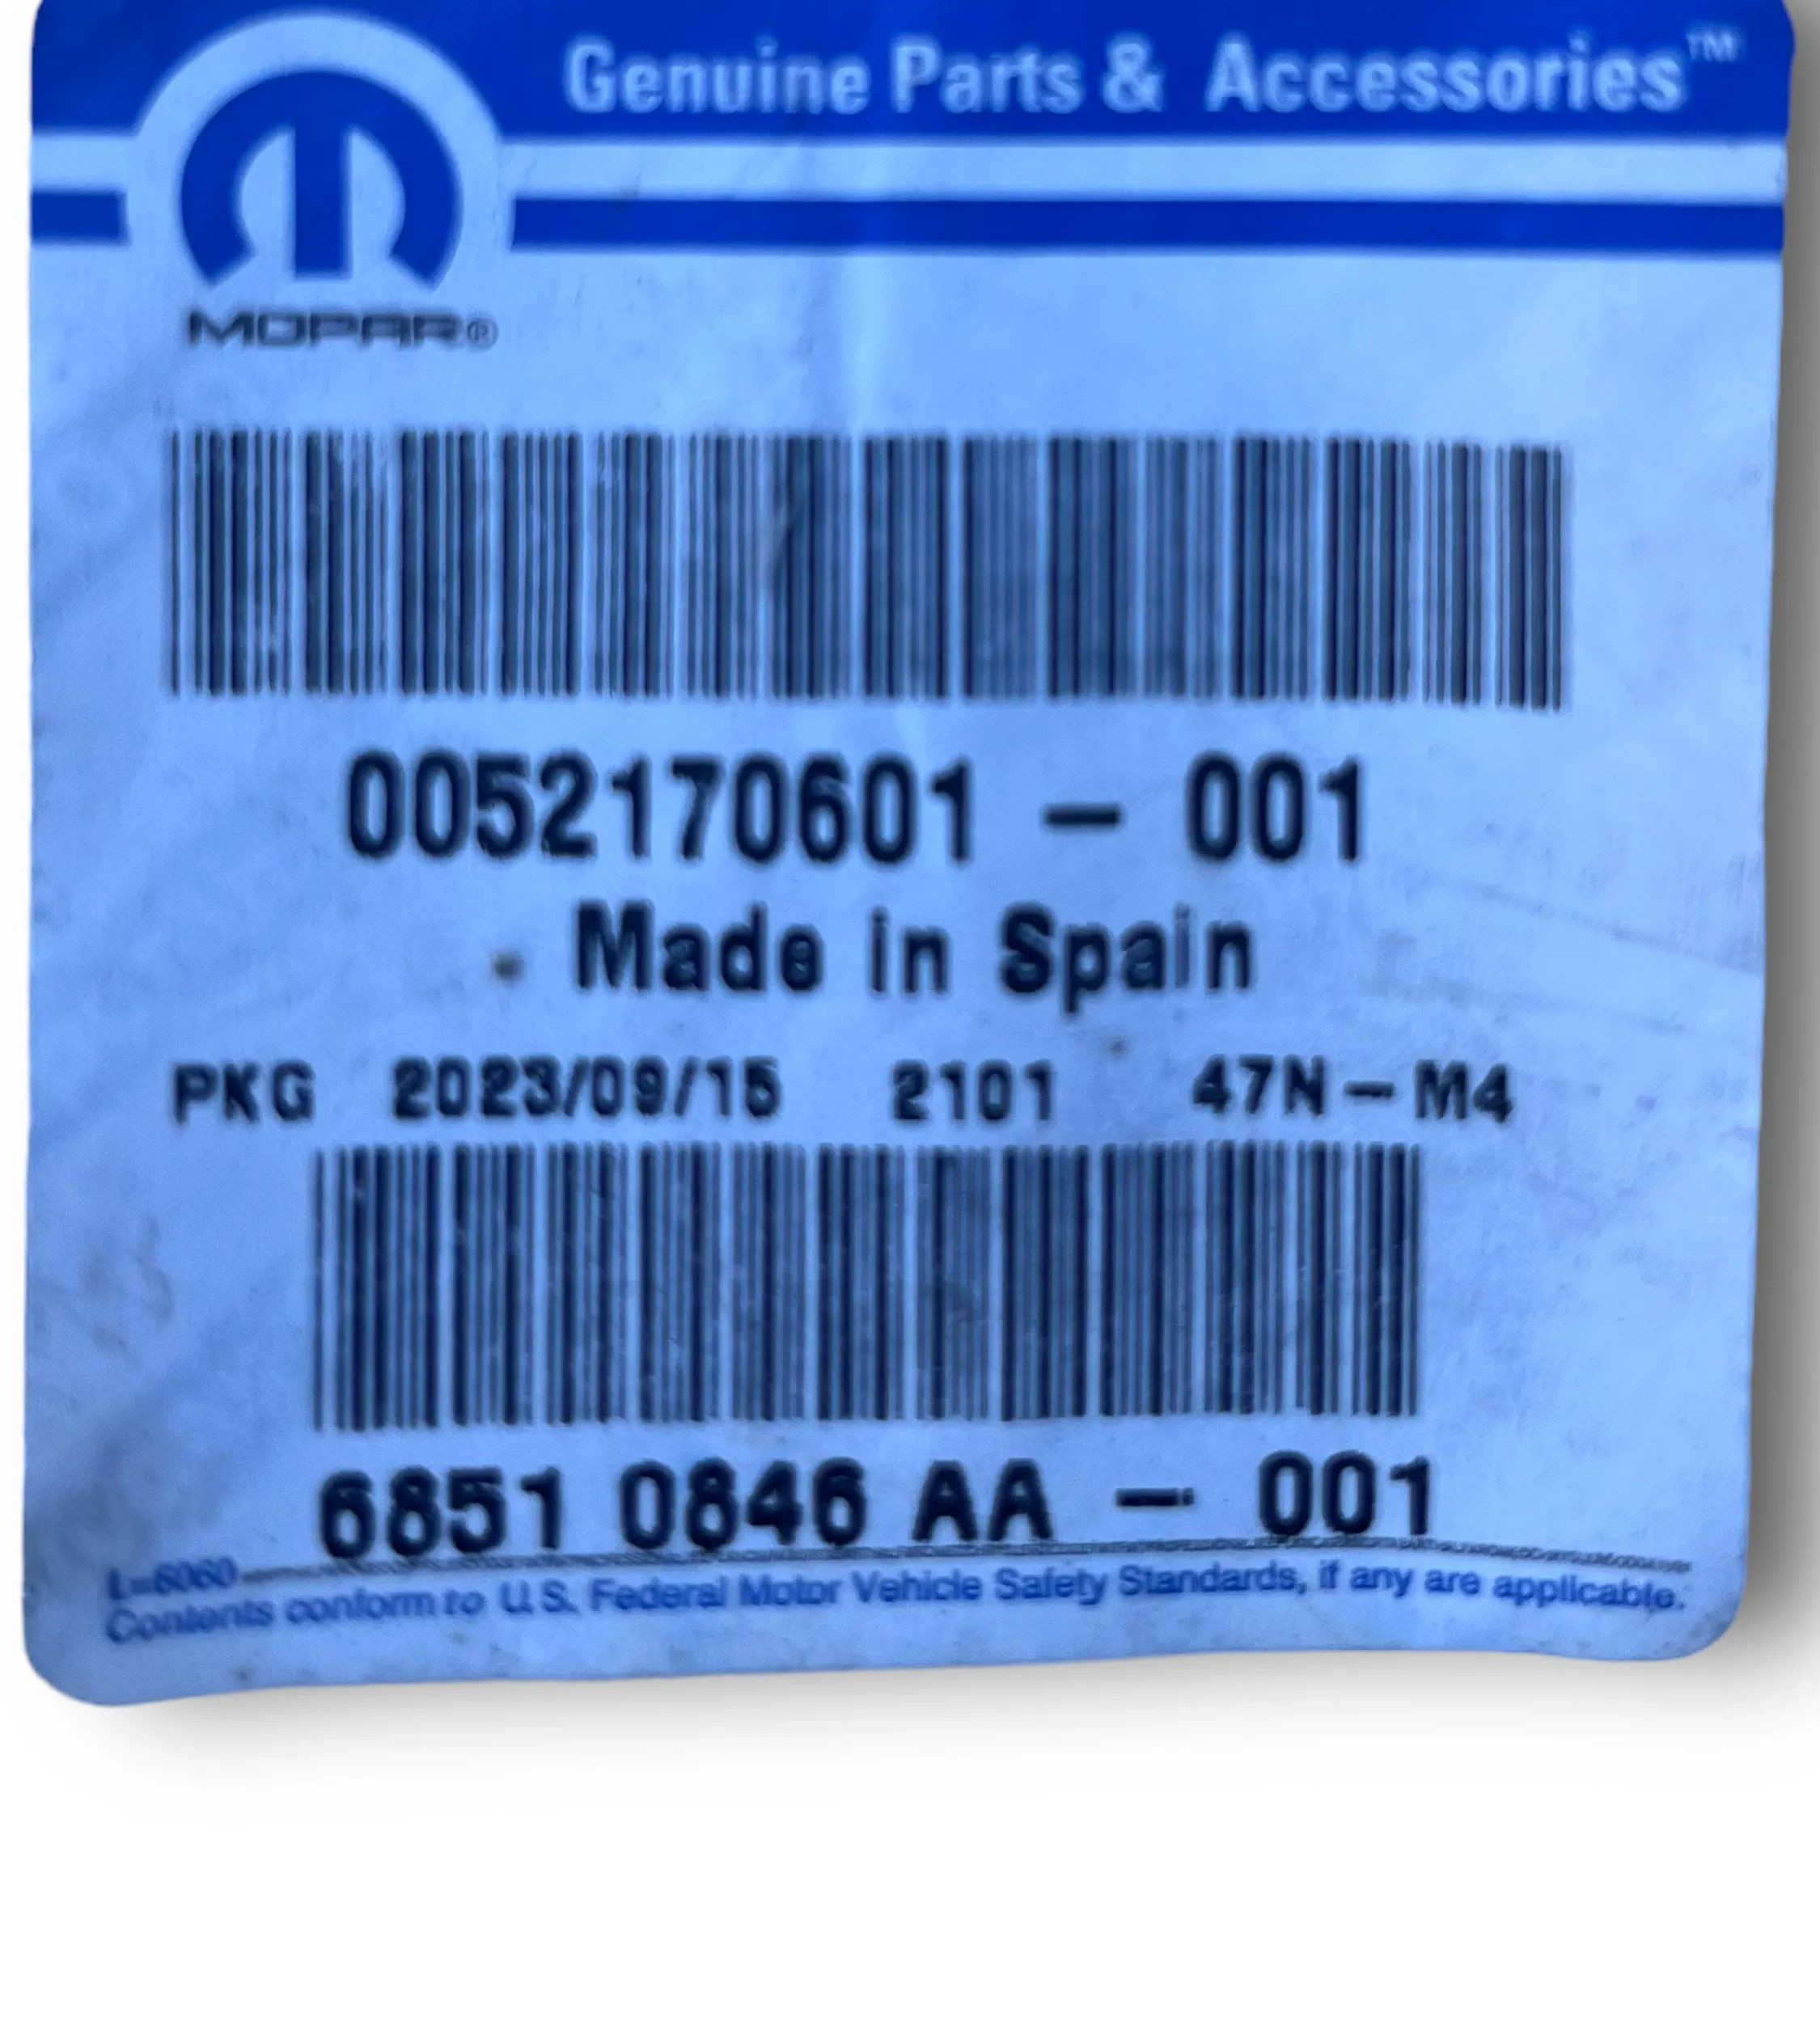 Genuine Parts & Accessories™
MOPAR®
0052170601 – 001
Made in Spain
PKG 2023/09/15 2101 47N-M4
6851 0846 AA – 001
L=6060
Contents conform to U.S. Federal Motor Vehicle Safety Standards, if any are applicable.